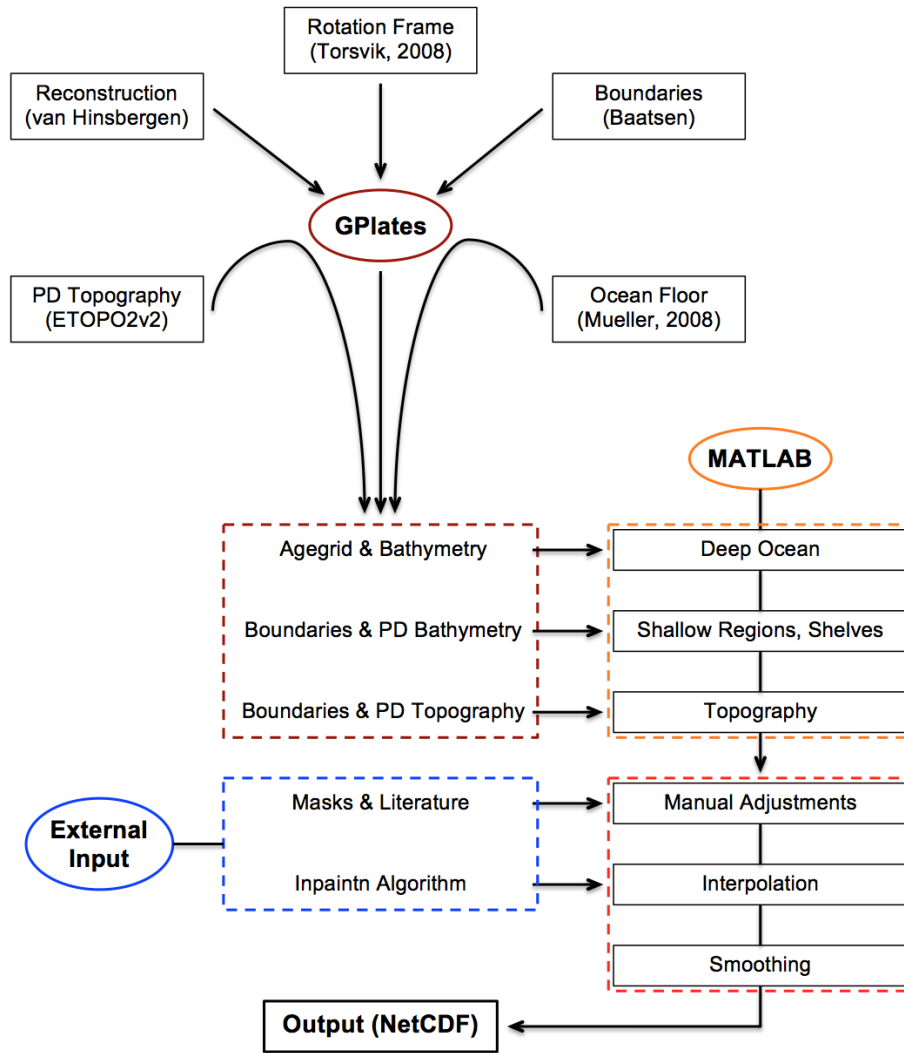 Rotation Frame
(Torsvik, 2008)
Reconstruction
(van Hinsbergen)
Boundaries
(Baatsen)
GPlates
PD Topography
(ETOPO2v2)
Ocean Floor
(Mueller, 2008)
MATLAB
Agegrid & Bathymetry
Deep Ocean
Boundaries & PD Bathymetry
Shallow Regions, Shelves
Boundaries & PD Topography
Topography
External
Input
Masks & Literature
Manual Adjustments
Inpaintn Algorithm
Interpolation
Smoothing
Output (NetCDF)